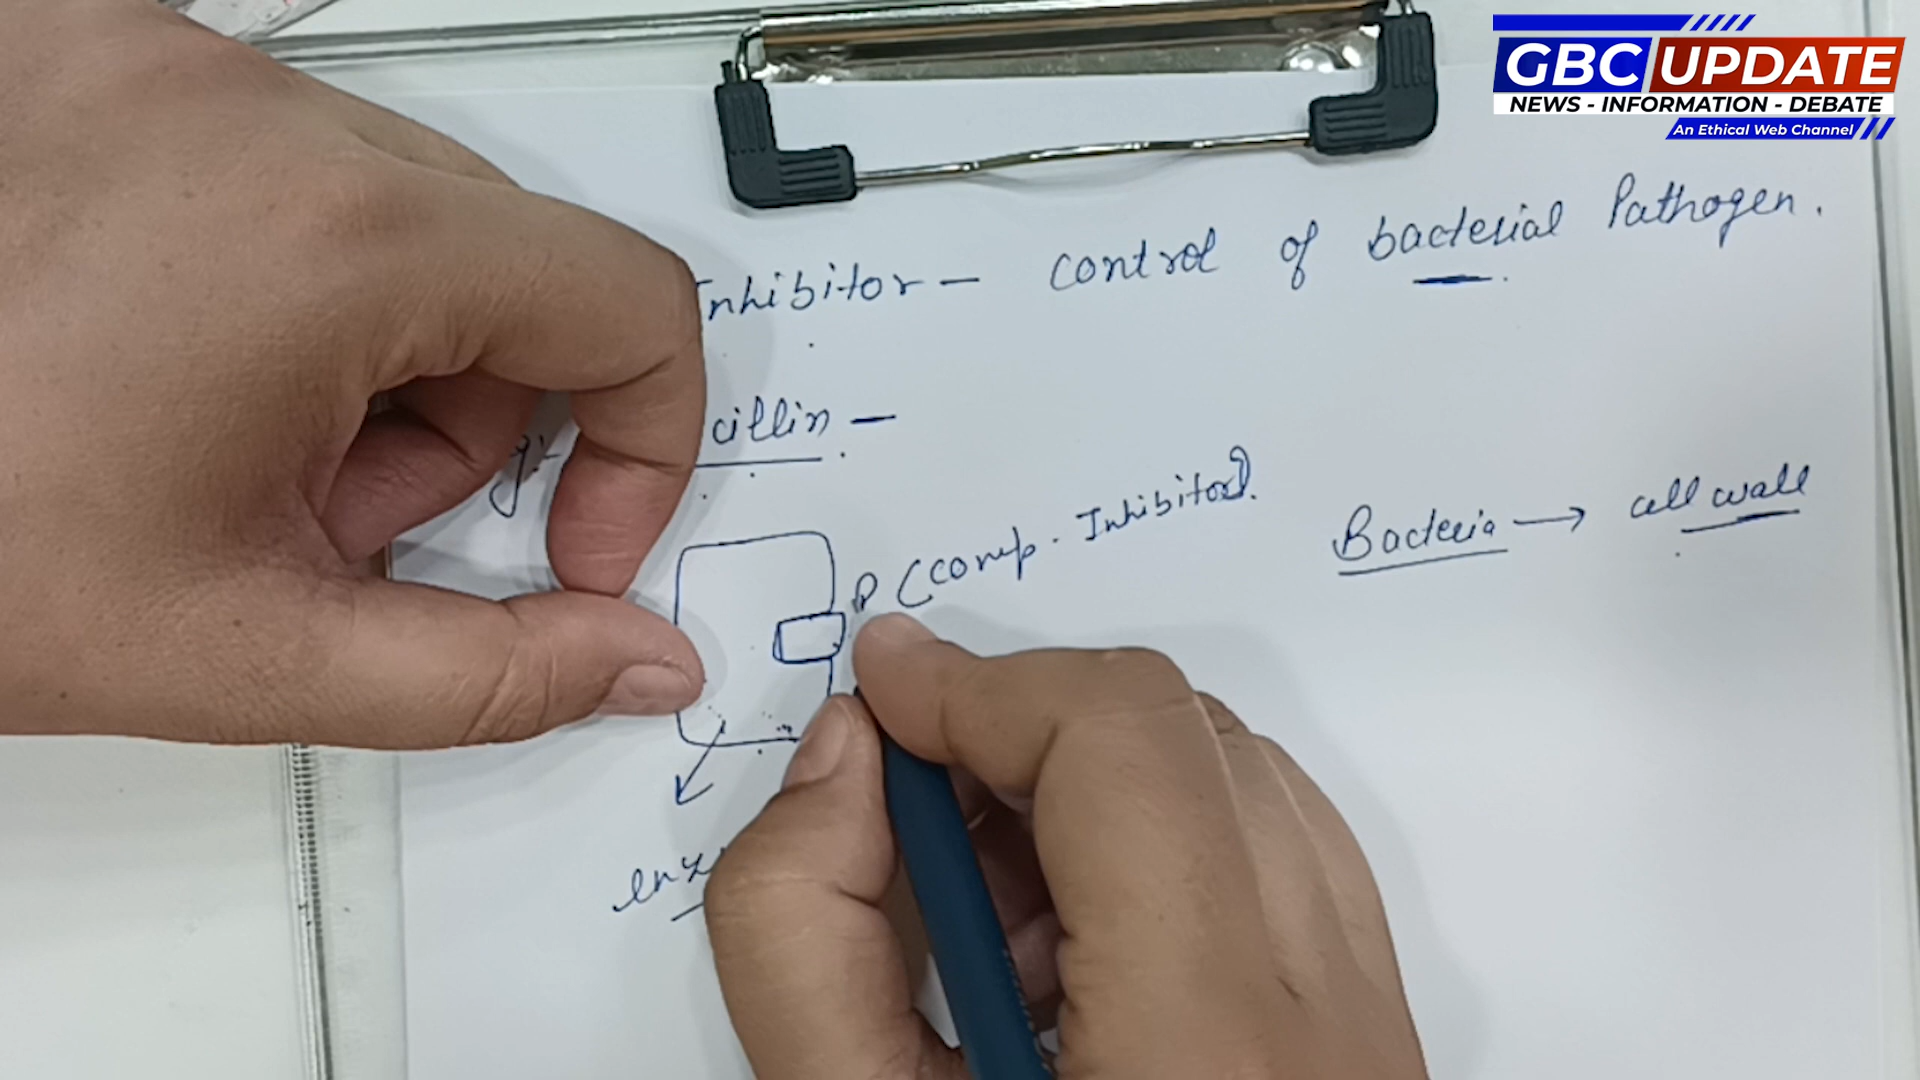 GBC UPDATE
NEWS - INFORMATION - DEBATE
An Ethical Web Channel
Inhibitor - control of bacterial Pathogen.
g:- cillin -
P (comp. Inhibitor).
Bacteria → cell wall
enz